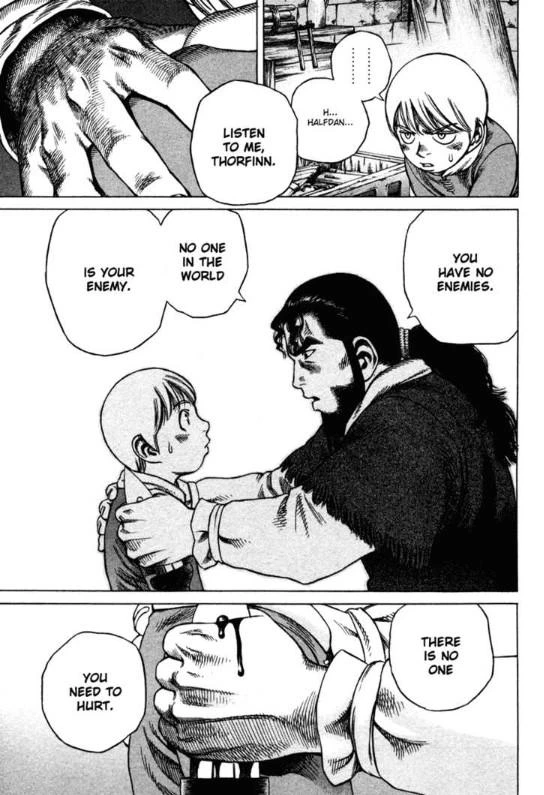 ......
H...
HALFDAN...
LISTEN
TO ME,
THORFINN.
YOU
HAVE NO
ENEMIES.
NO ONE
IN THE
WORLD
IS YOUR
ENEMY.
THERE
IS NO
ONE
YOU
NEED TO
HURT.